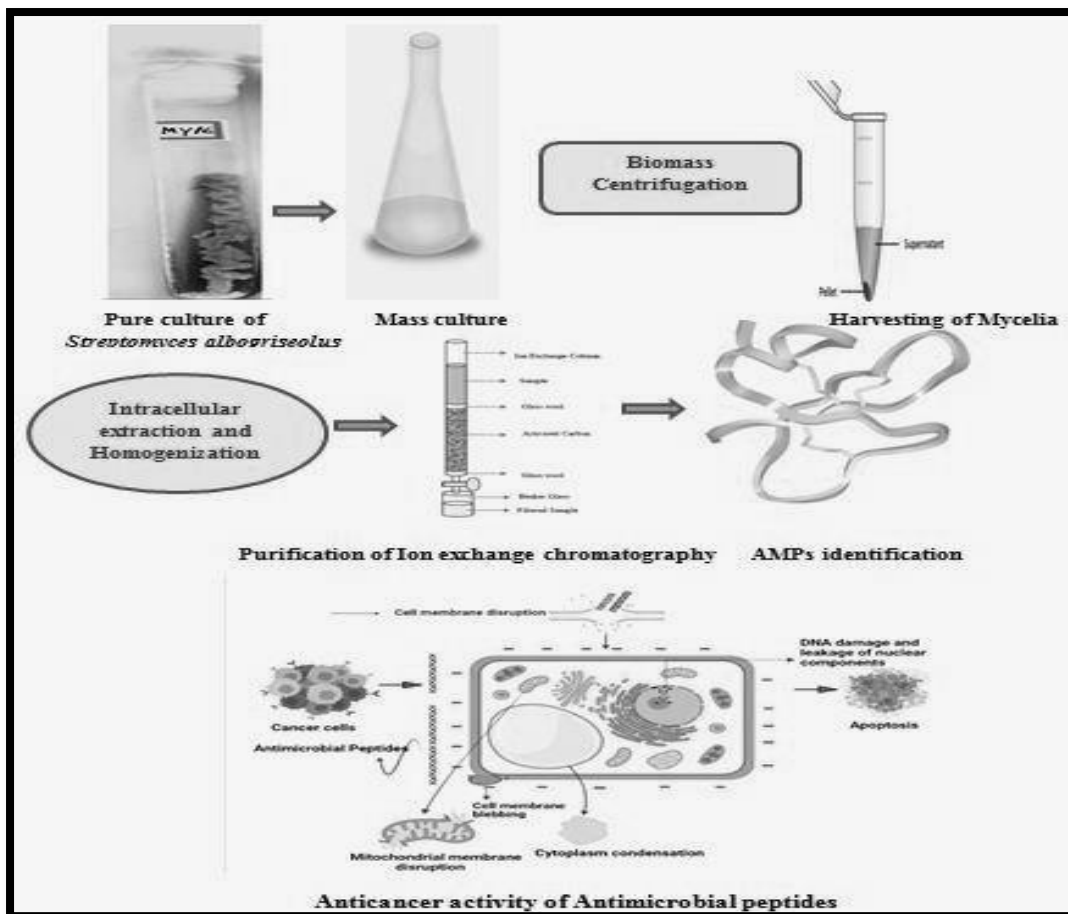 MYA
Biomass
Centrifugation
Supernatant
Pellet
Pure culture of
Streptomyces albogriseolus
Mass culture
Harvesting of Mycelia
Intracellular
extraction and
Homogenization
Ion Exchange Column
Sample
Glass wool
Activated Carbon
Glass wool
Filtered Sample
Purification of Ion exchange chromatography
AMPs identification
Cell membrane disruption
DNA damage and
leakage of nuclear
components
Cancer cells
Apoptosis
Antimicrobial Peptides
Cell membrane
blebbing
Mitochondrial membrane
disruption
Cytoplasm condensation
Anticancer activity of Antimicrobial peptides